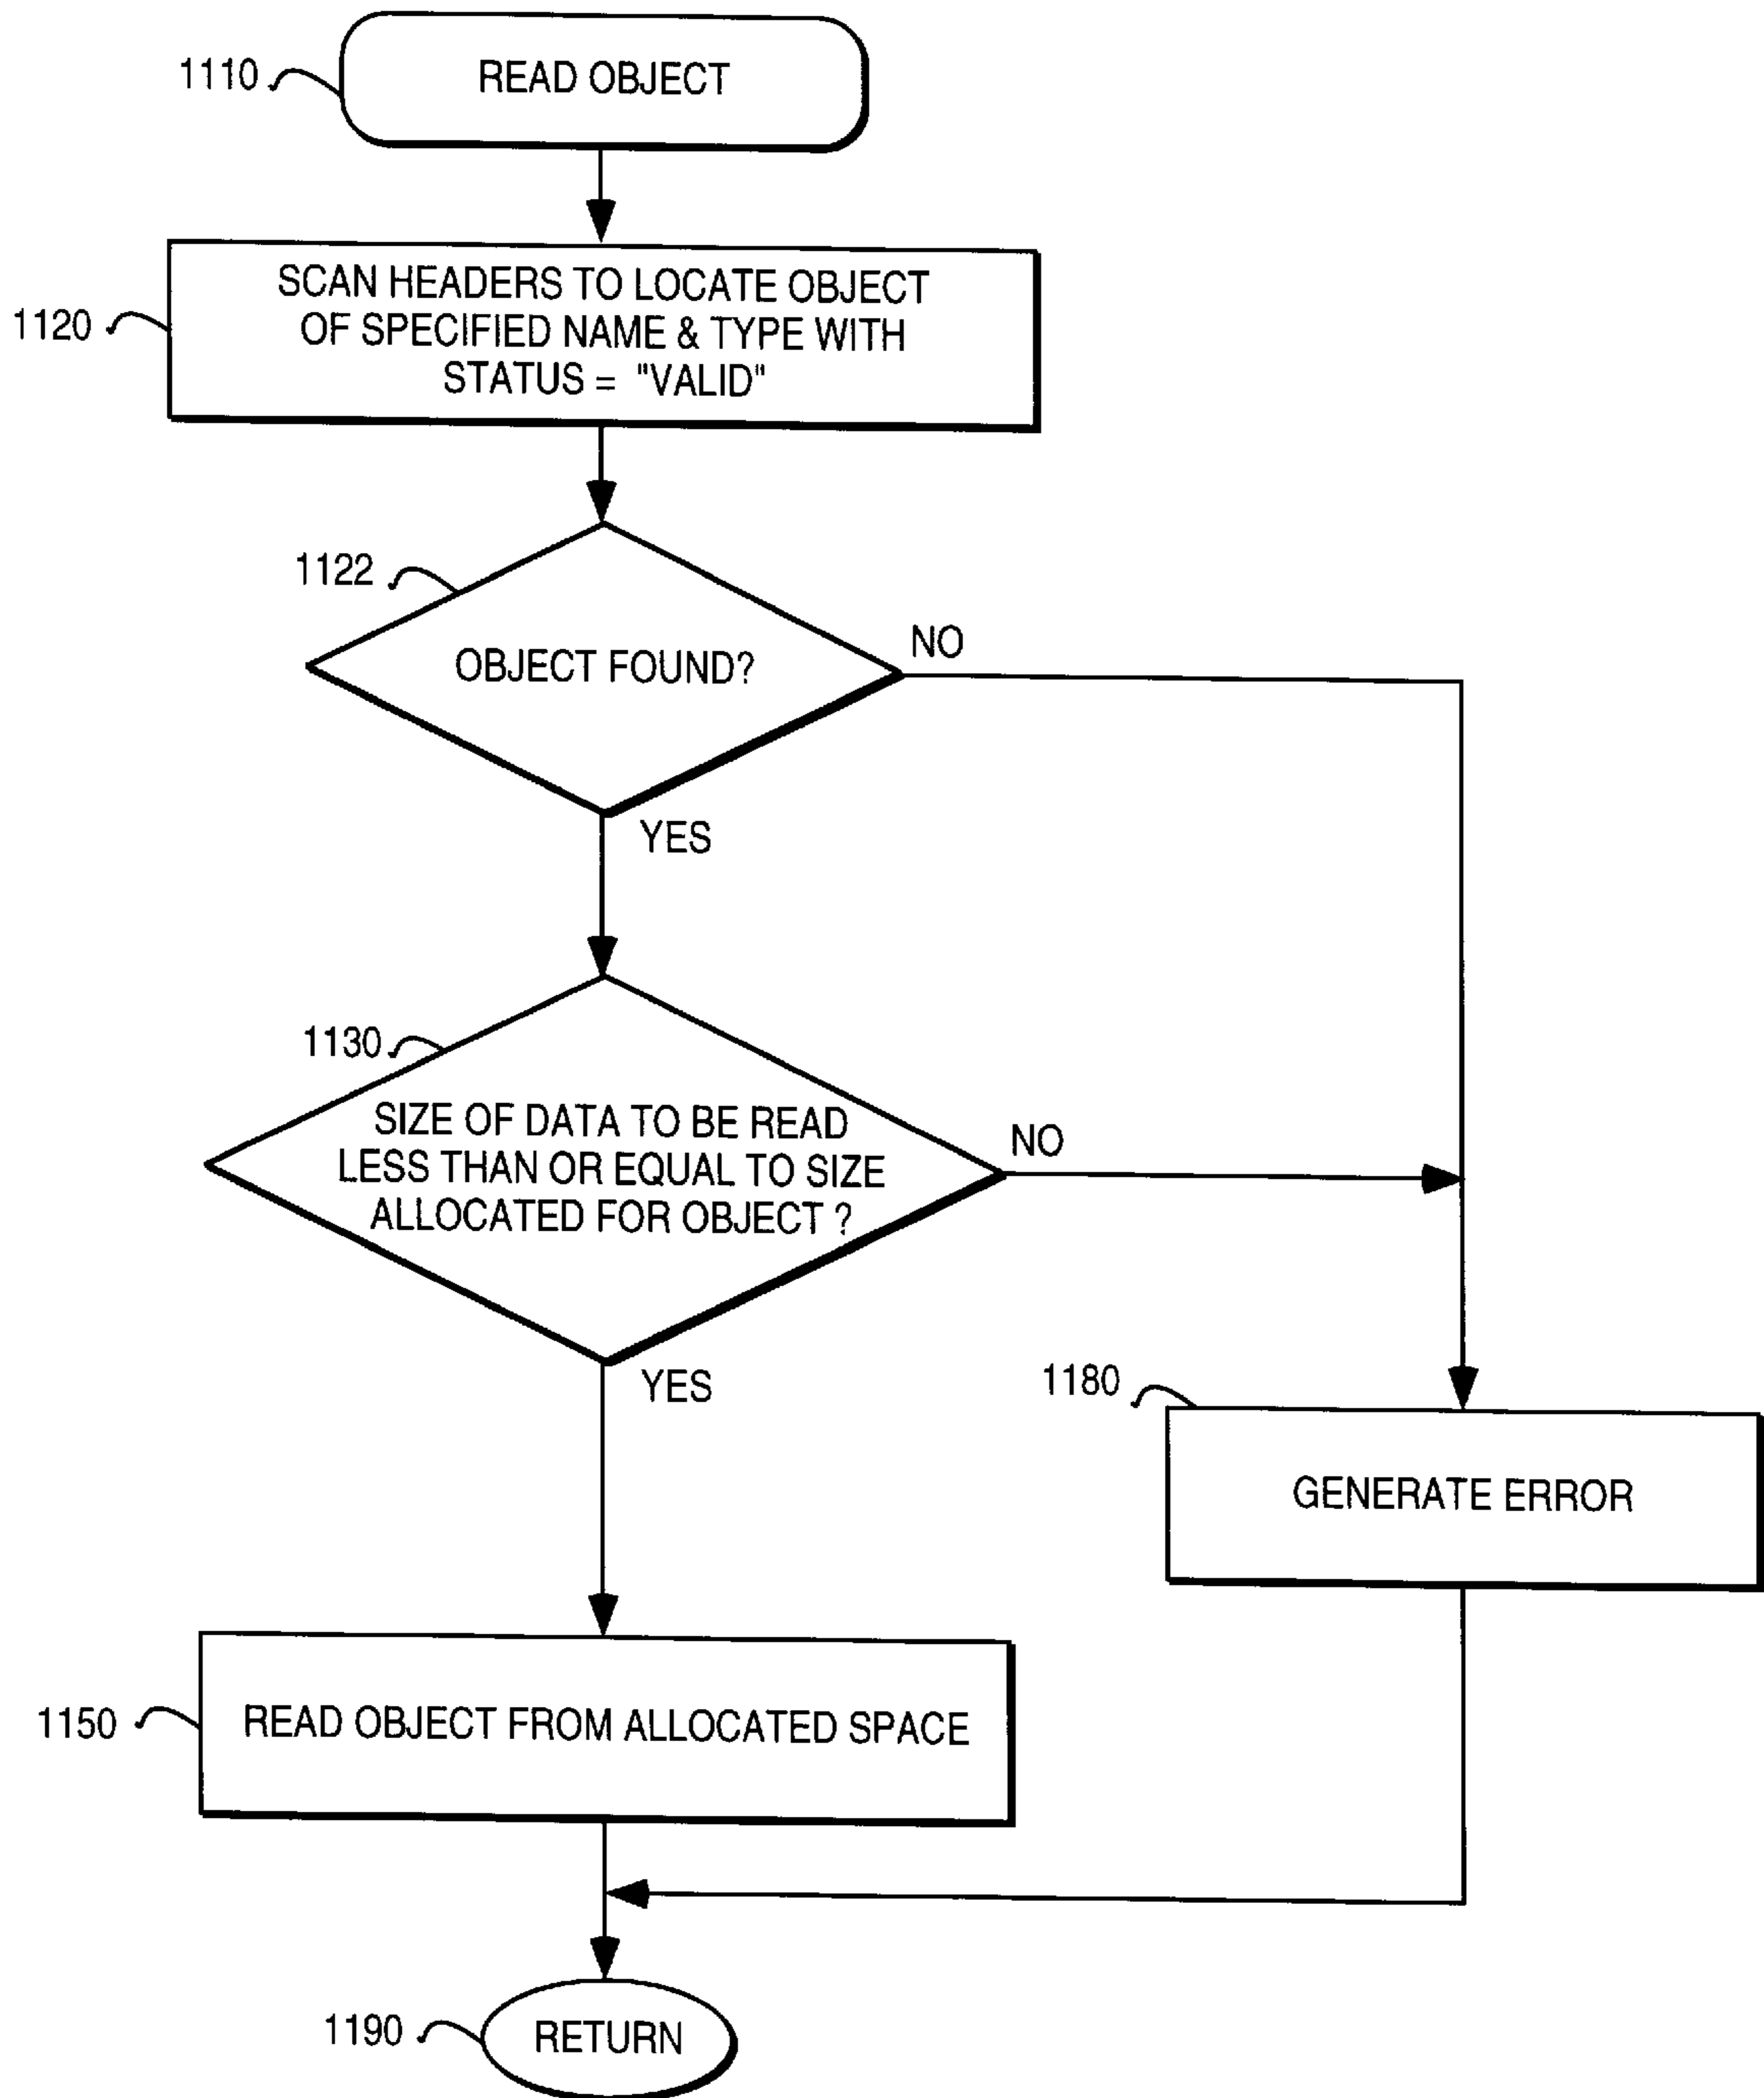 1110
READ OBJECT
1120
SCAN HEADERS TO LOCATE OBJECT
OF SPECIFIED NAME & TYPE WITH
STATUS = "VALID"
1122
OBJECT FOUND?
NO
YES
1130
SIZE OF DATA TO BE READ
LESS THAN OR EQUAL TO SIZE
ALLOCATED FOR OBJECT ?
NO
YES
1180
GENERATE ERROR
1150
READ OBJECT FROM ALLOCATED SPACE
1190
RETURN